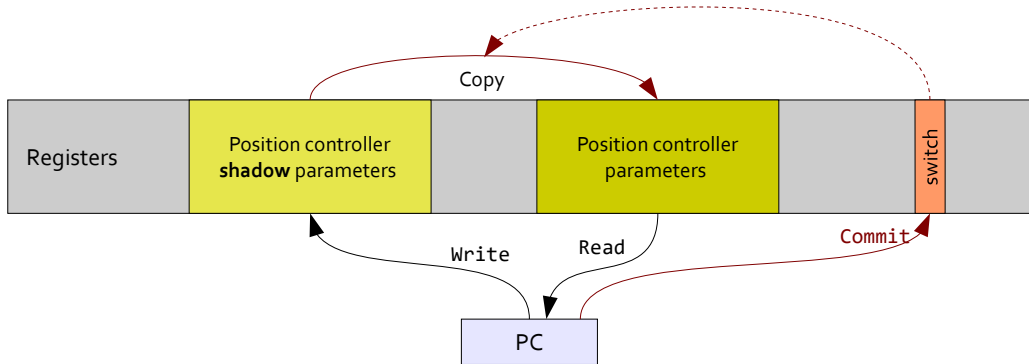 Copy
Registers
Position controller
shadow parameters
Position controller
parameters
switch
Write
Read
Commit
PC